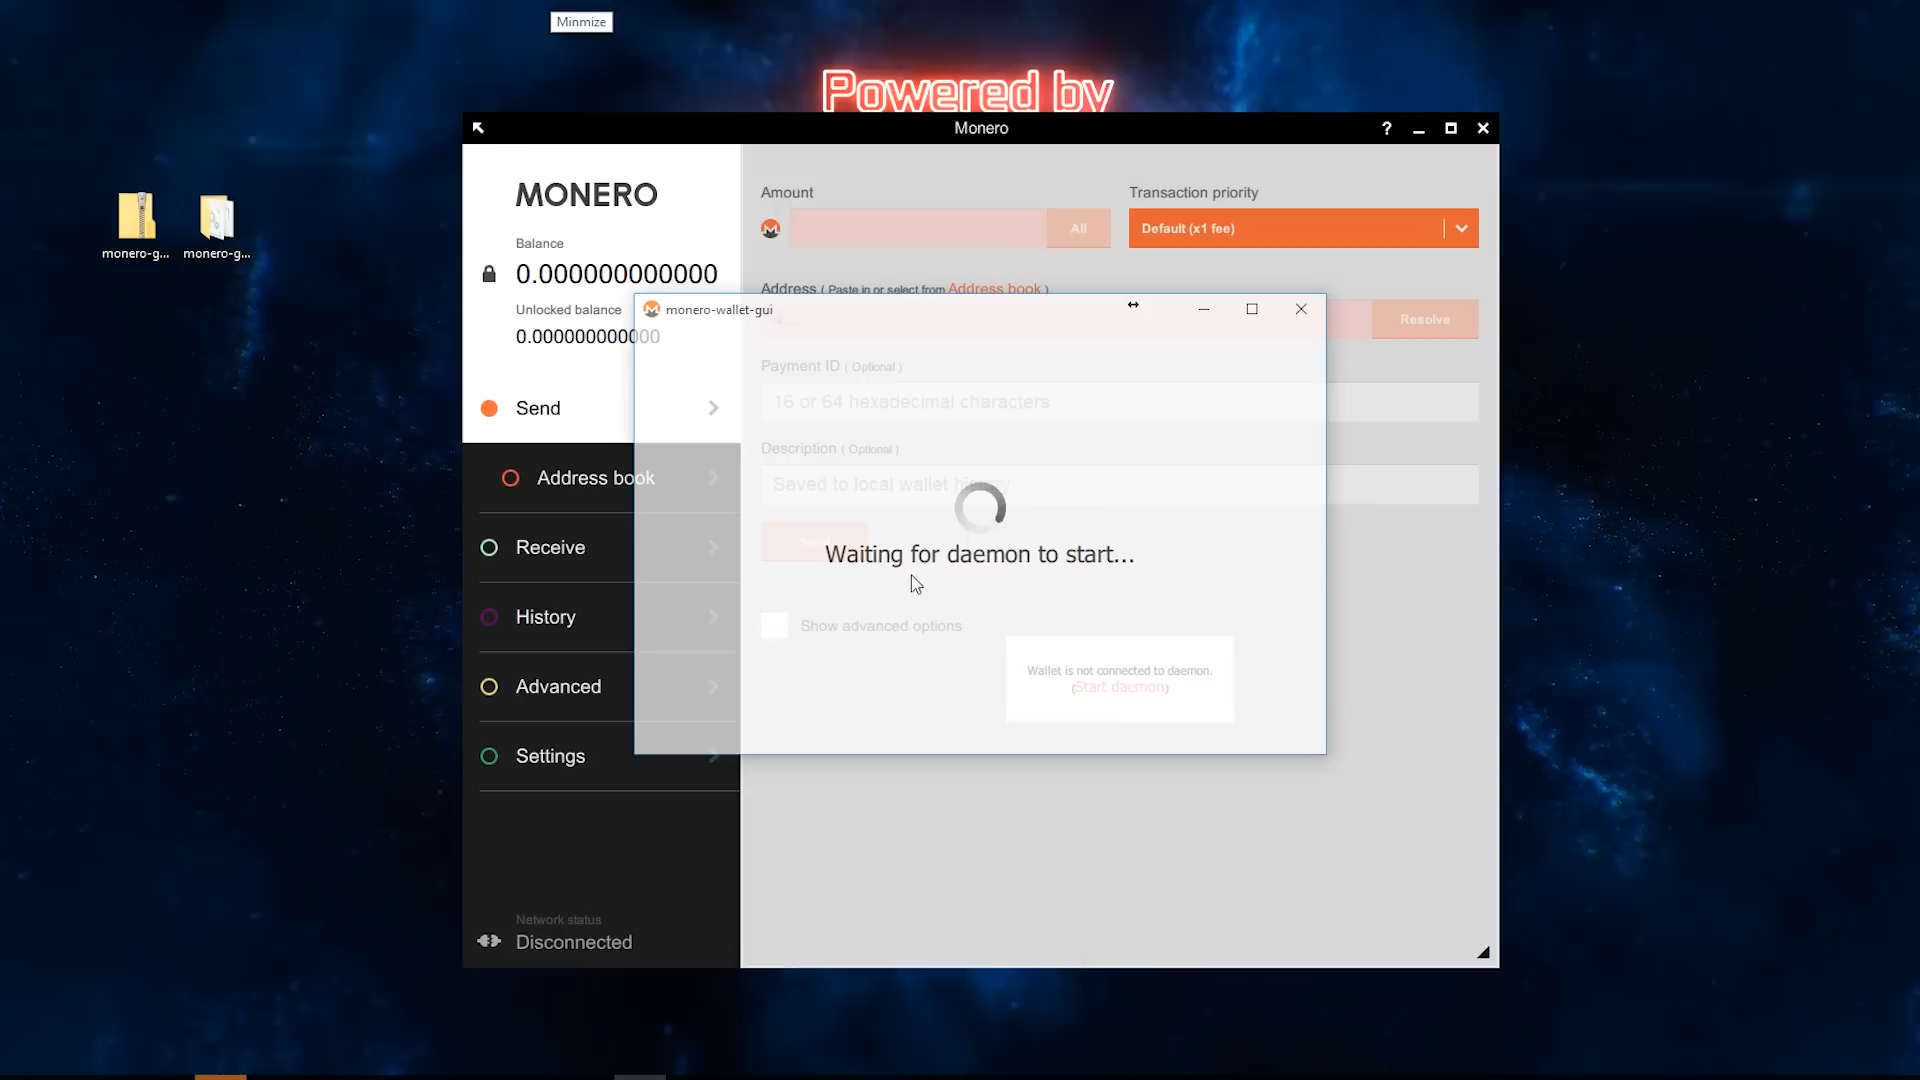 Minmize
Powered by
Monero
?
monero-g...
monero-g...
MONERO
Balance
0.000000000000
Unlocked balance
0.000000000000
Send
Address book
Receive
History
Advanced
Settings
Network status
Disconnected
Amount
All
Transaction priority
Default (x1 fee)
Address ( Paste in or select from Address book )
Resolve
monero-wallet-gui
Payment ID ( Optional )
16 or 64 hexadecimal characters
Description ( Optional )
Saved to local wallet history
Waiting for daemon to start...
Show advanced options
Wallet is not connected to daemon.
(Start daemon)